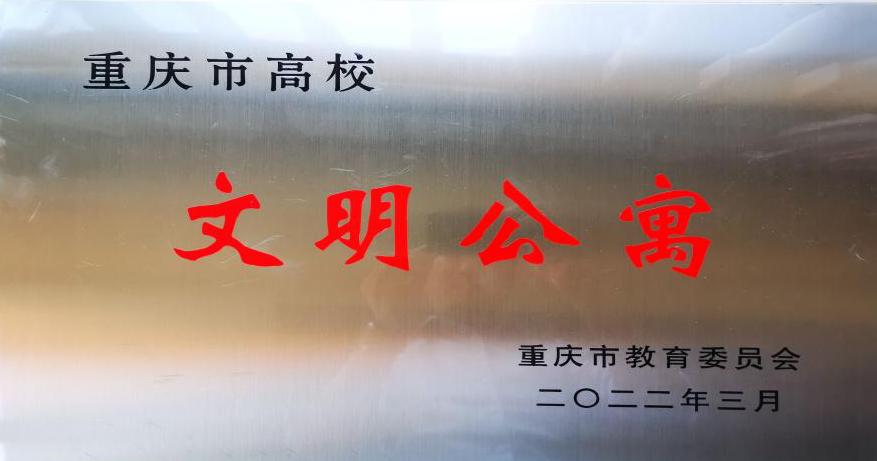 重庆市高校
文明公寓
重庆市教育委员会
二〇二二年三月